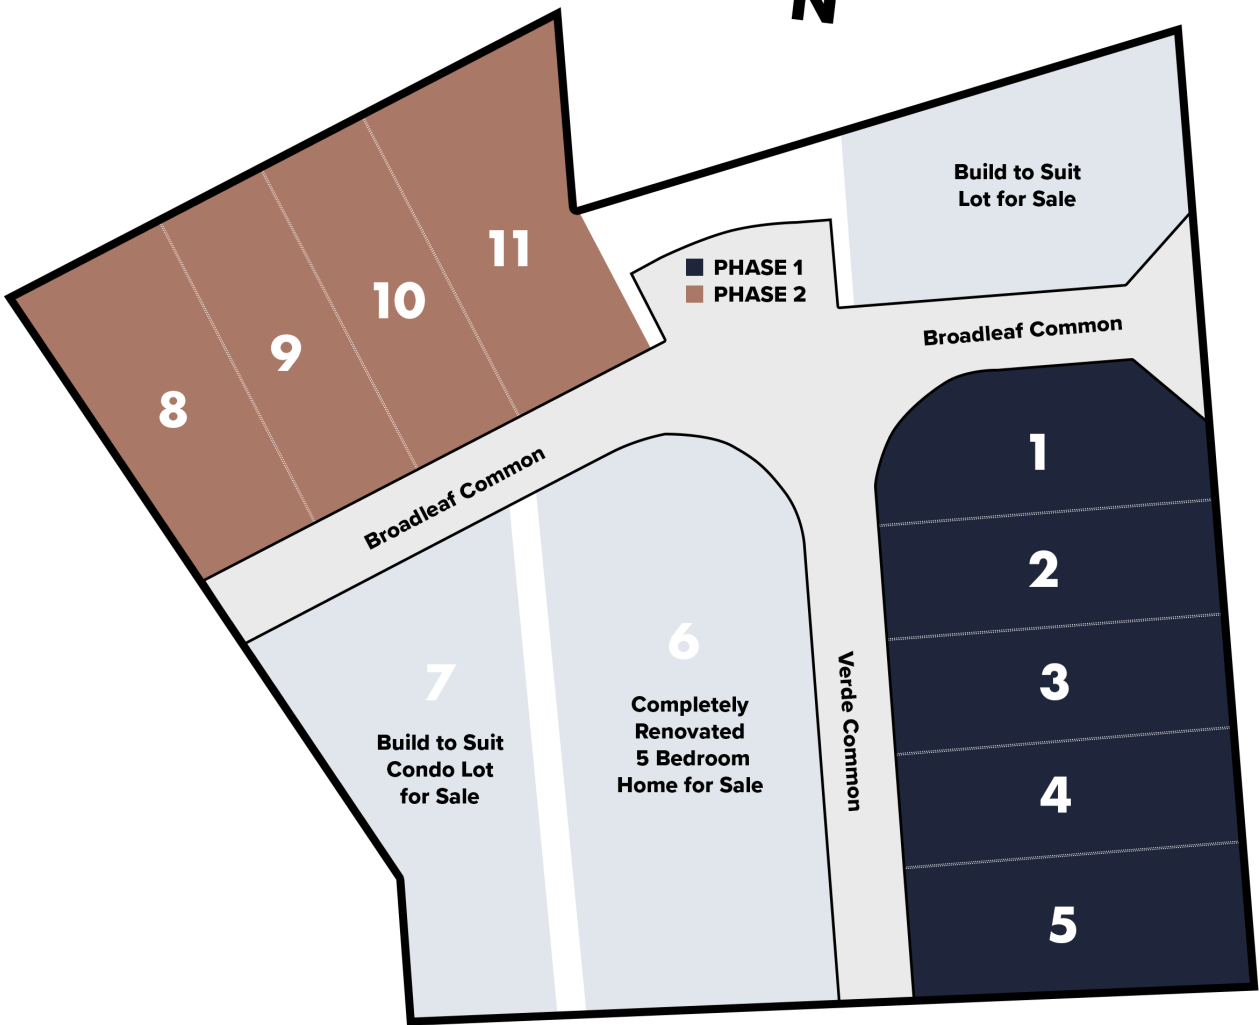 N
Build to Suit
Lot for Sale
PHASE 1
PHASE 2
Broadleaf Common
11
10
9
8
Broadleaf Common
1
2
3
4
5
Verde Common
6
Completely
Renovated
5 Bedroom
Home for Sale
7
Build to Suit
Condo Lot
for Sale